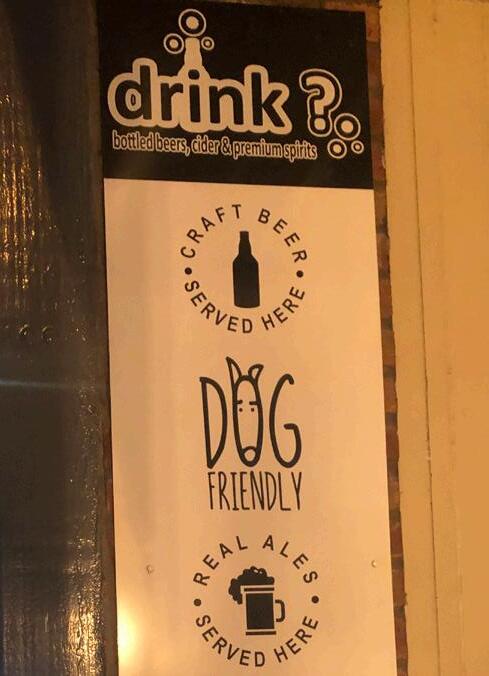 drink?
bottled beers, cider & premium spirits
CRAFT BEER
• SERVED HERE •
DOG
FRIENDLY
REAL ALES
• SERVED HERE •